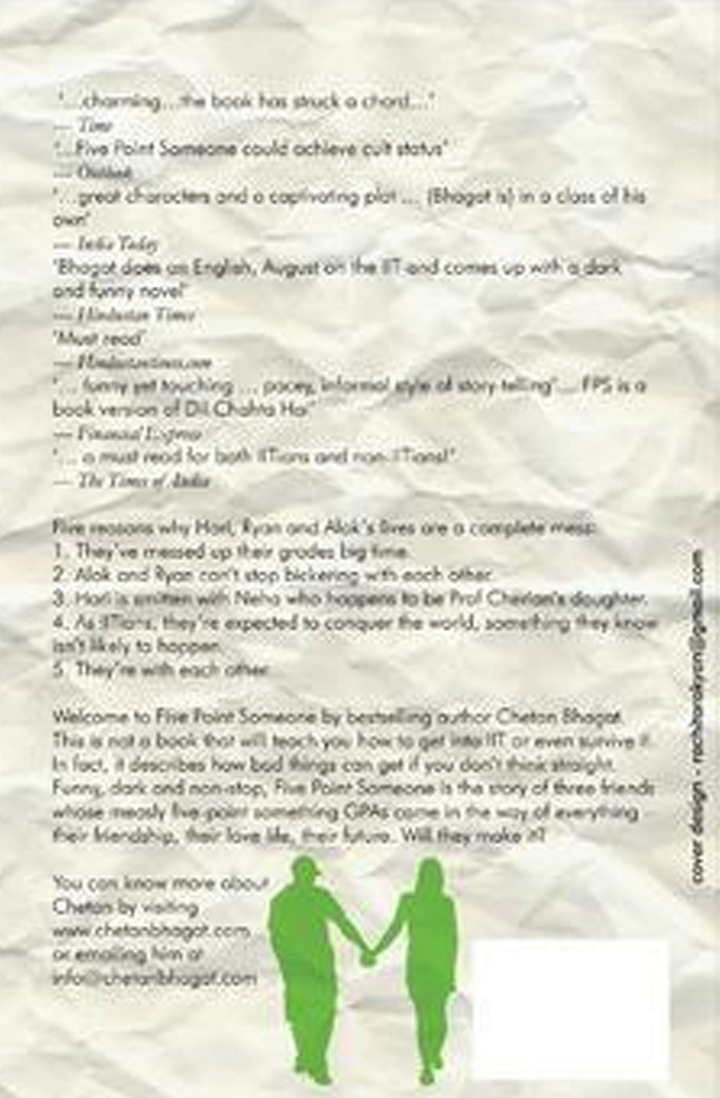 '...charming...the book has struck a chord...'
— Time
'...Five Point Someone could achieve cult status'
— Outlook
'...great characters and a captivating plot ... (Bhagat is) in a class of his
own'
— India Today
'Bhagat does an English, August on the IIT and comes up with a dark
and funny novel'
— Hindustan Times
'Must read'
— Hindustantimes.com
'... funny yet touching ... pacey, informal style of story-telling'... FPS is a
book version of Dil Chahta Hai'
— Financial Express
'... a must read for both IITians and non-IITians!'
— The Times of India
Five reasons why Hari, Ryan and Alok's lives are a complete mess:
1. They've messed up their grades big time.
2. Alok and Ryan can't stop bickering with each other.
3. Hari is smitten with Neha who happens to be Prof Cherian's daughter.
4. As IITians, they're expected to conquer the world, something they know
isn't likely to happen.
5. They're with each other.
Welcome to Five Point Someone by bestselling author Chetan Bhagat.
This is not a book that will teach you how to get into IIT or even survive it.
In fact, it describes how bad things can get if you don't think straight.
Funny, dark and non-stop, Five Point Someone is the story of three friends
whose measly five-point something GPAs come in the way of everything -
their friendship, their love life, their future. Will they make it?
You can know more about
Chetan by visiting
www.chetanbhagat.com
or emailing him at
info@chetanbhagat.com
cover design -